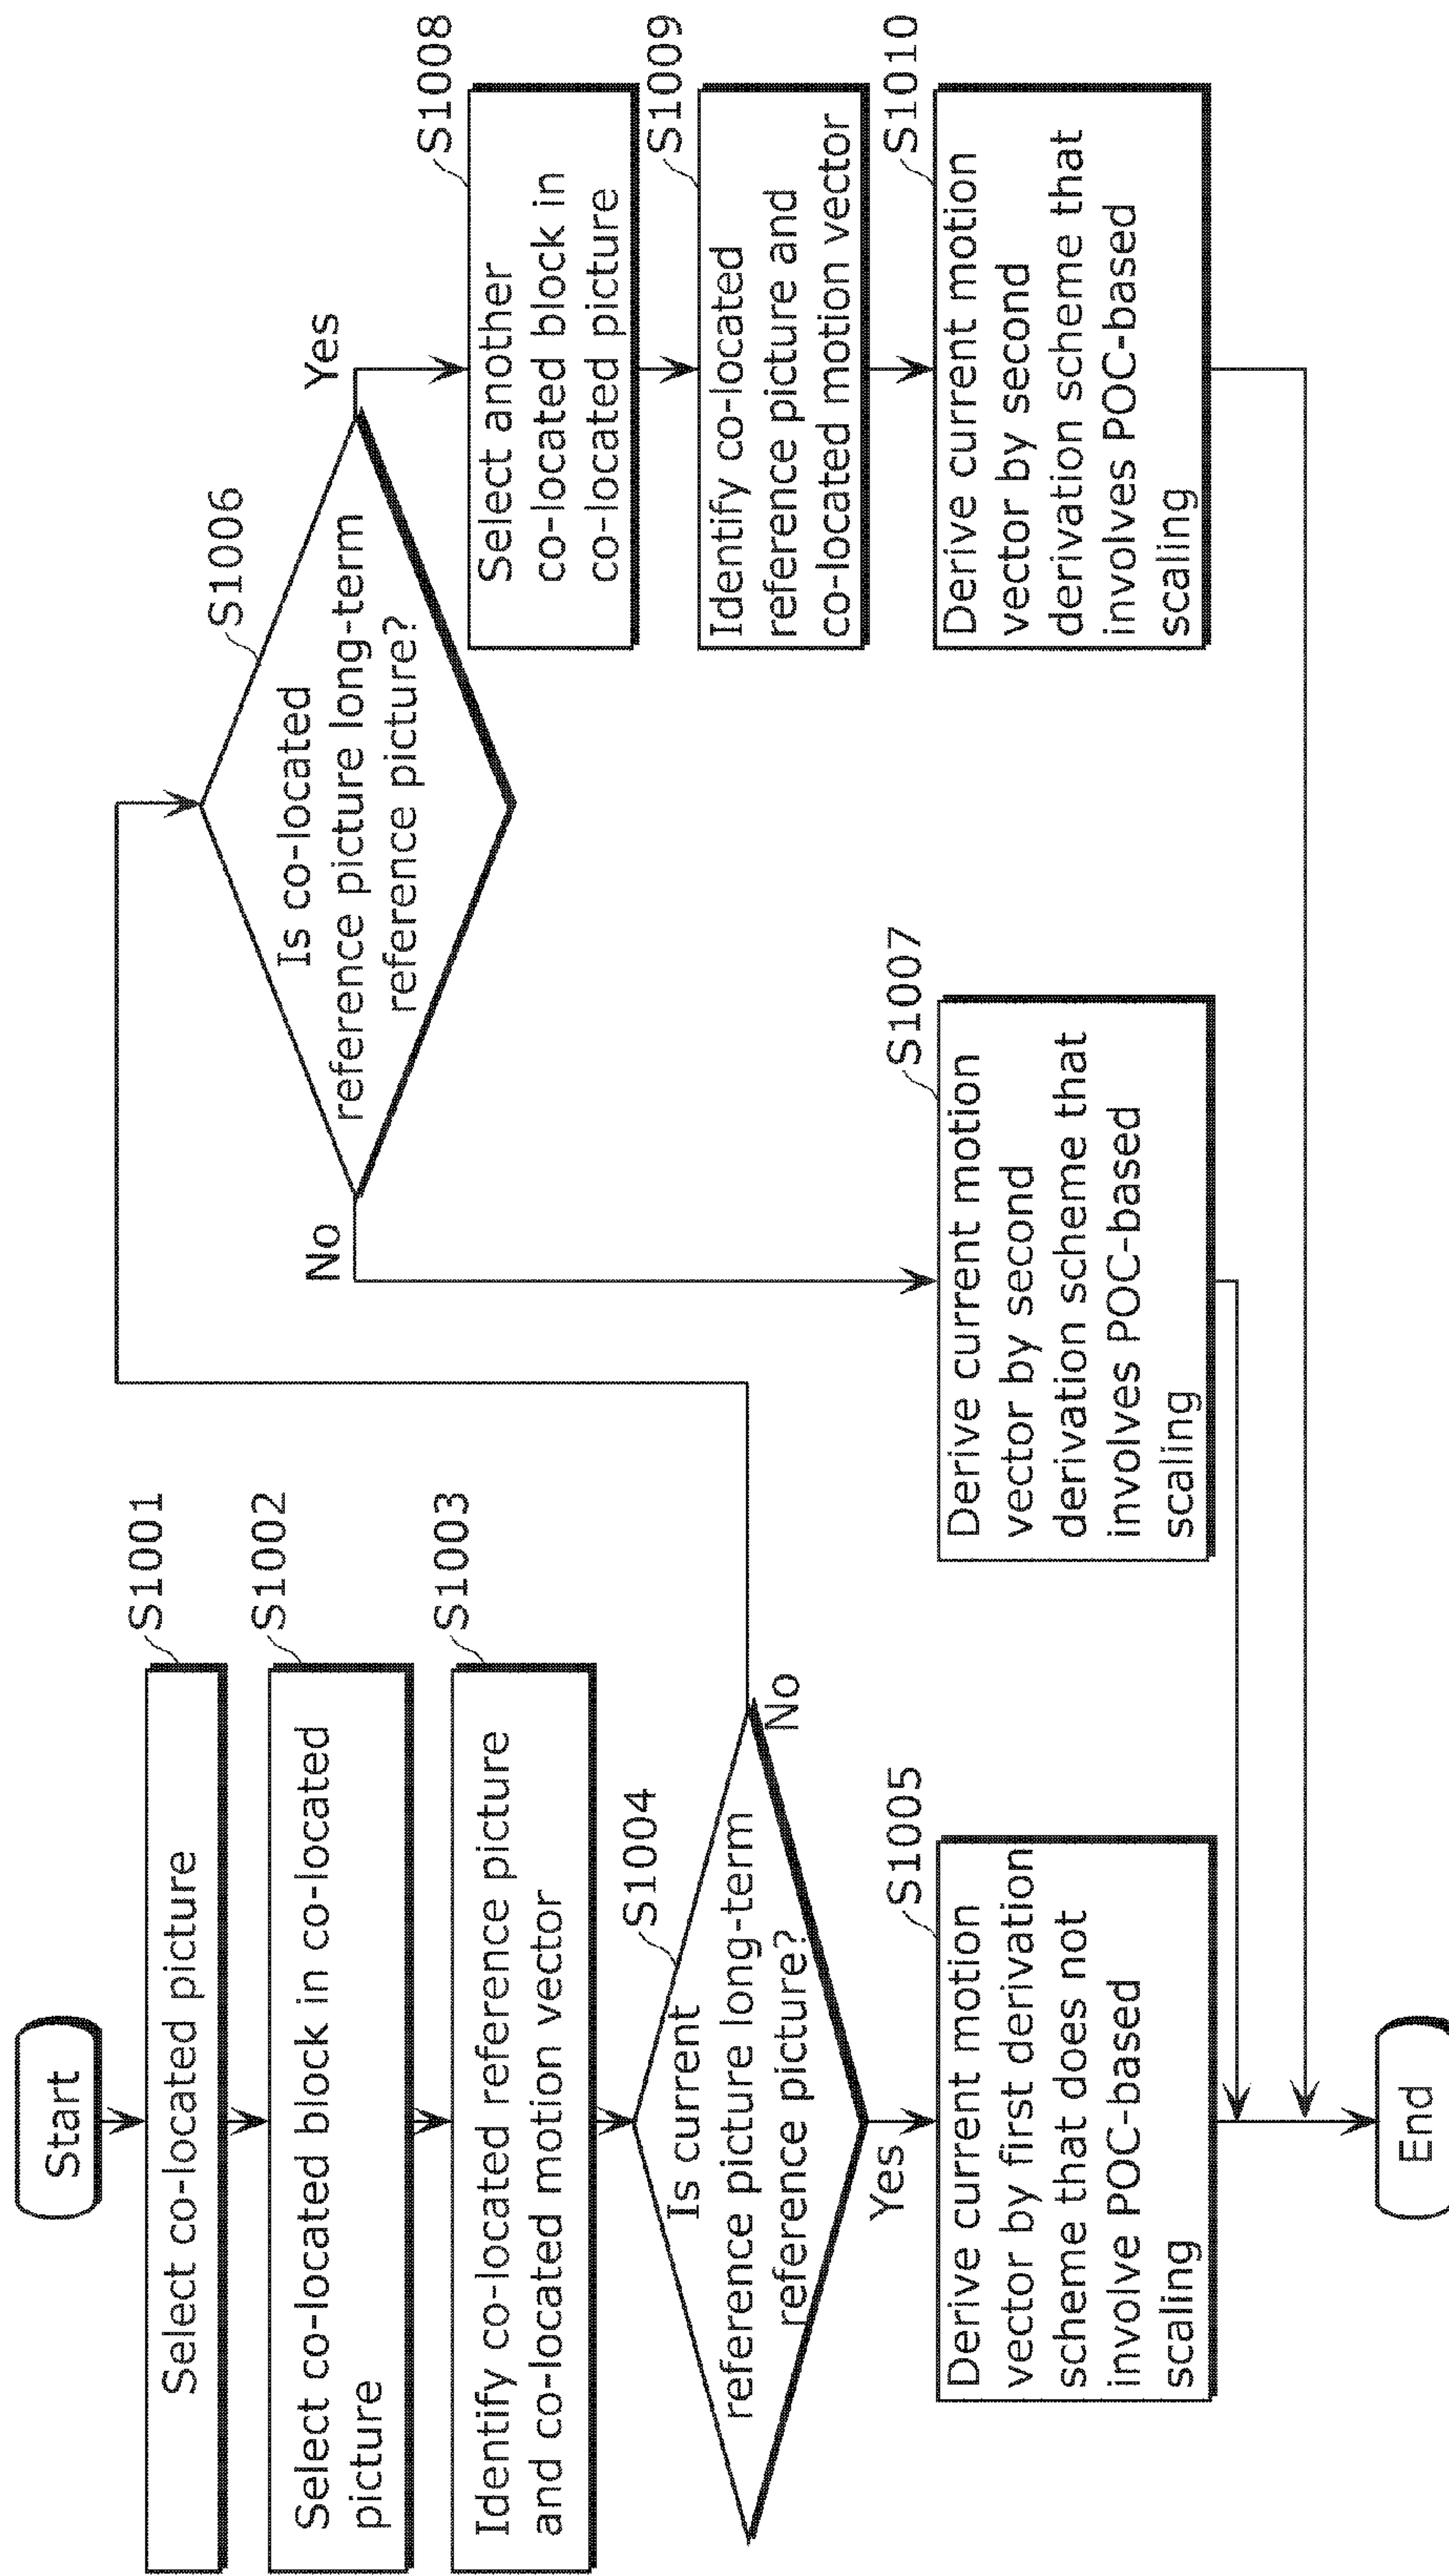 Start
S1001
Select co-located picture
S1002
Select co-located block in co-located
picture
S1003
Identify co-located reference picture
and co-located motion vector
S1004
Is current
reference picture long-term
reference picture?
No
Yes
S1005
Derive current motion
vector by first derivation
scheme that does not
involve POC-based
scaling
S1006
Is co-located
reference picture long-term
reference picture?
No
Yes
S1007
Derive current motion
vector by second
derivation scheme that
involves POC-based
scaling
S1008
Select another
co-located block in
co-located picture
S1009
Identify co-located
reference picture and
co-located motion vector
S1010
Derive current motion
vector by second
derivation scheme that
involves POC-based
scaling
End